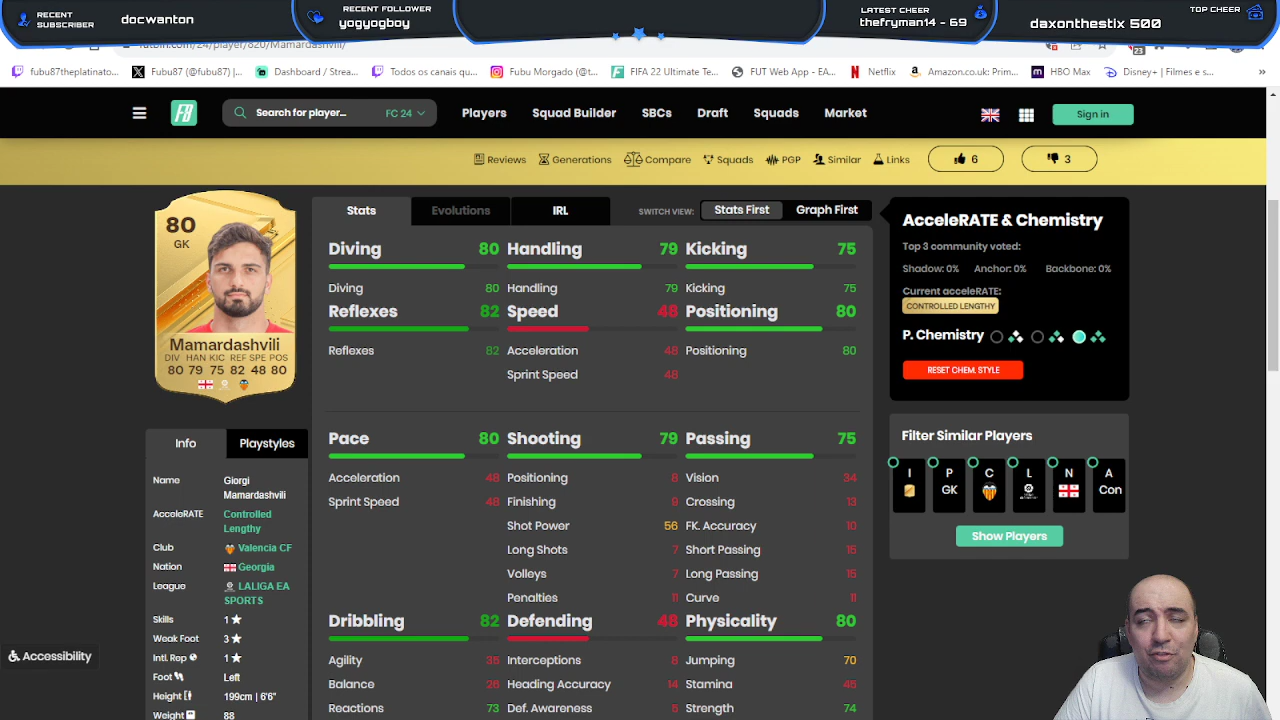 RECENT SUBSCRIBER
docwanton
RECENT FOLLOWER
yogyogboy
LATEST CHEER
thefryman14 - 69
TOP CHEER
daxonthestix 500
futbin.com/24/player/820/Mamardashvili/
23
fubu87theplatinato...
Fubu87 (@fubu87) |...
Dashboard / Strea...
Todos os canais qu...
Fubu Morgado (@t...
FIFA 22 Ultimate Te...
FUT Web App - EA...
Netflix
Amazon.co.uk: Prim...
HBO Max
Disney+ | Filmes e s...
Search for player...
FC 24
Players
Squad Builder
SBCs
Draft
Squads
Market
Sign in
Reviews
Generations
Compare
Squads
PGP
Similar
Links
6
3
80
GK
Mamardashvili
DIV HAN KIC REF SPE POS
80 79 75 82 48 80
Stats
Evolutions
IRL
SWITCH VIEW:
Stats First
Graph First
Diving 80
Handling 79
Kicking 75
Diving 80
Handling 79
Kicking 75
Reflexes 82
Speed 48
Positioning 80
Reflexes 82
Acceleration 48
Positioning 80
Sprint Speed 48
Pace 80
Shooting 79
Passing 75
Acceleration 48
Positioning 8
Vision 34
Sprint Speed 48
Finishing 9
Crossing 13
Shot Power 56
FK. Accuracy 10
Long Shots 7
Short Passing 15
Volleys 7
Long Passing 15
Penalties 11
Curve 11
Dribbling 82
Defending 48
Physicality 80
Agility 35
Interceptions 8
Jumping 70
Balance 26
Heading Accuracy 14
Stamina 45
Reactions 73
Def. Awareness 5
Strength 74
Info
Playstyles
Name Giorgi Mamardashvili
AcceleRATE Controlled Lengthy
Club Valencia CF
Nation Georgia
League LALIGA EA SPORTS
Skills 1
Weak Foot 3
Intl. Rep 1
Foot Left
Height 199cm | 6'6"
Weight 88
AcceleRATE & Chemistry
Top 3 community voted:
Shadow: 0% Anchor: 0% Backbone: 0%
Current acceleRATE:
CONTROLLED LENGTHY
P. Chemistry
RESET CHEM. STYLE
Filter Similar Players
I
P
GK
C
L
N
A
Con
Show Players
Accessibility